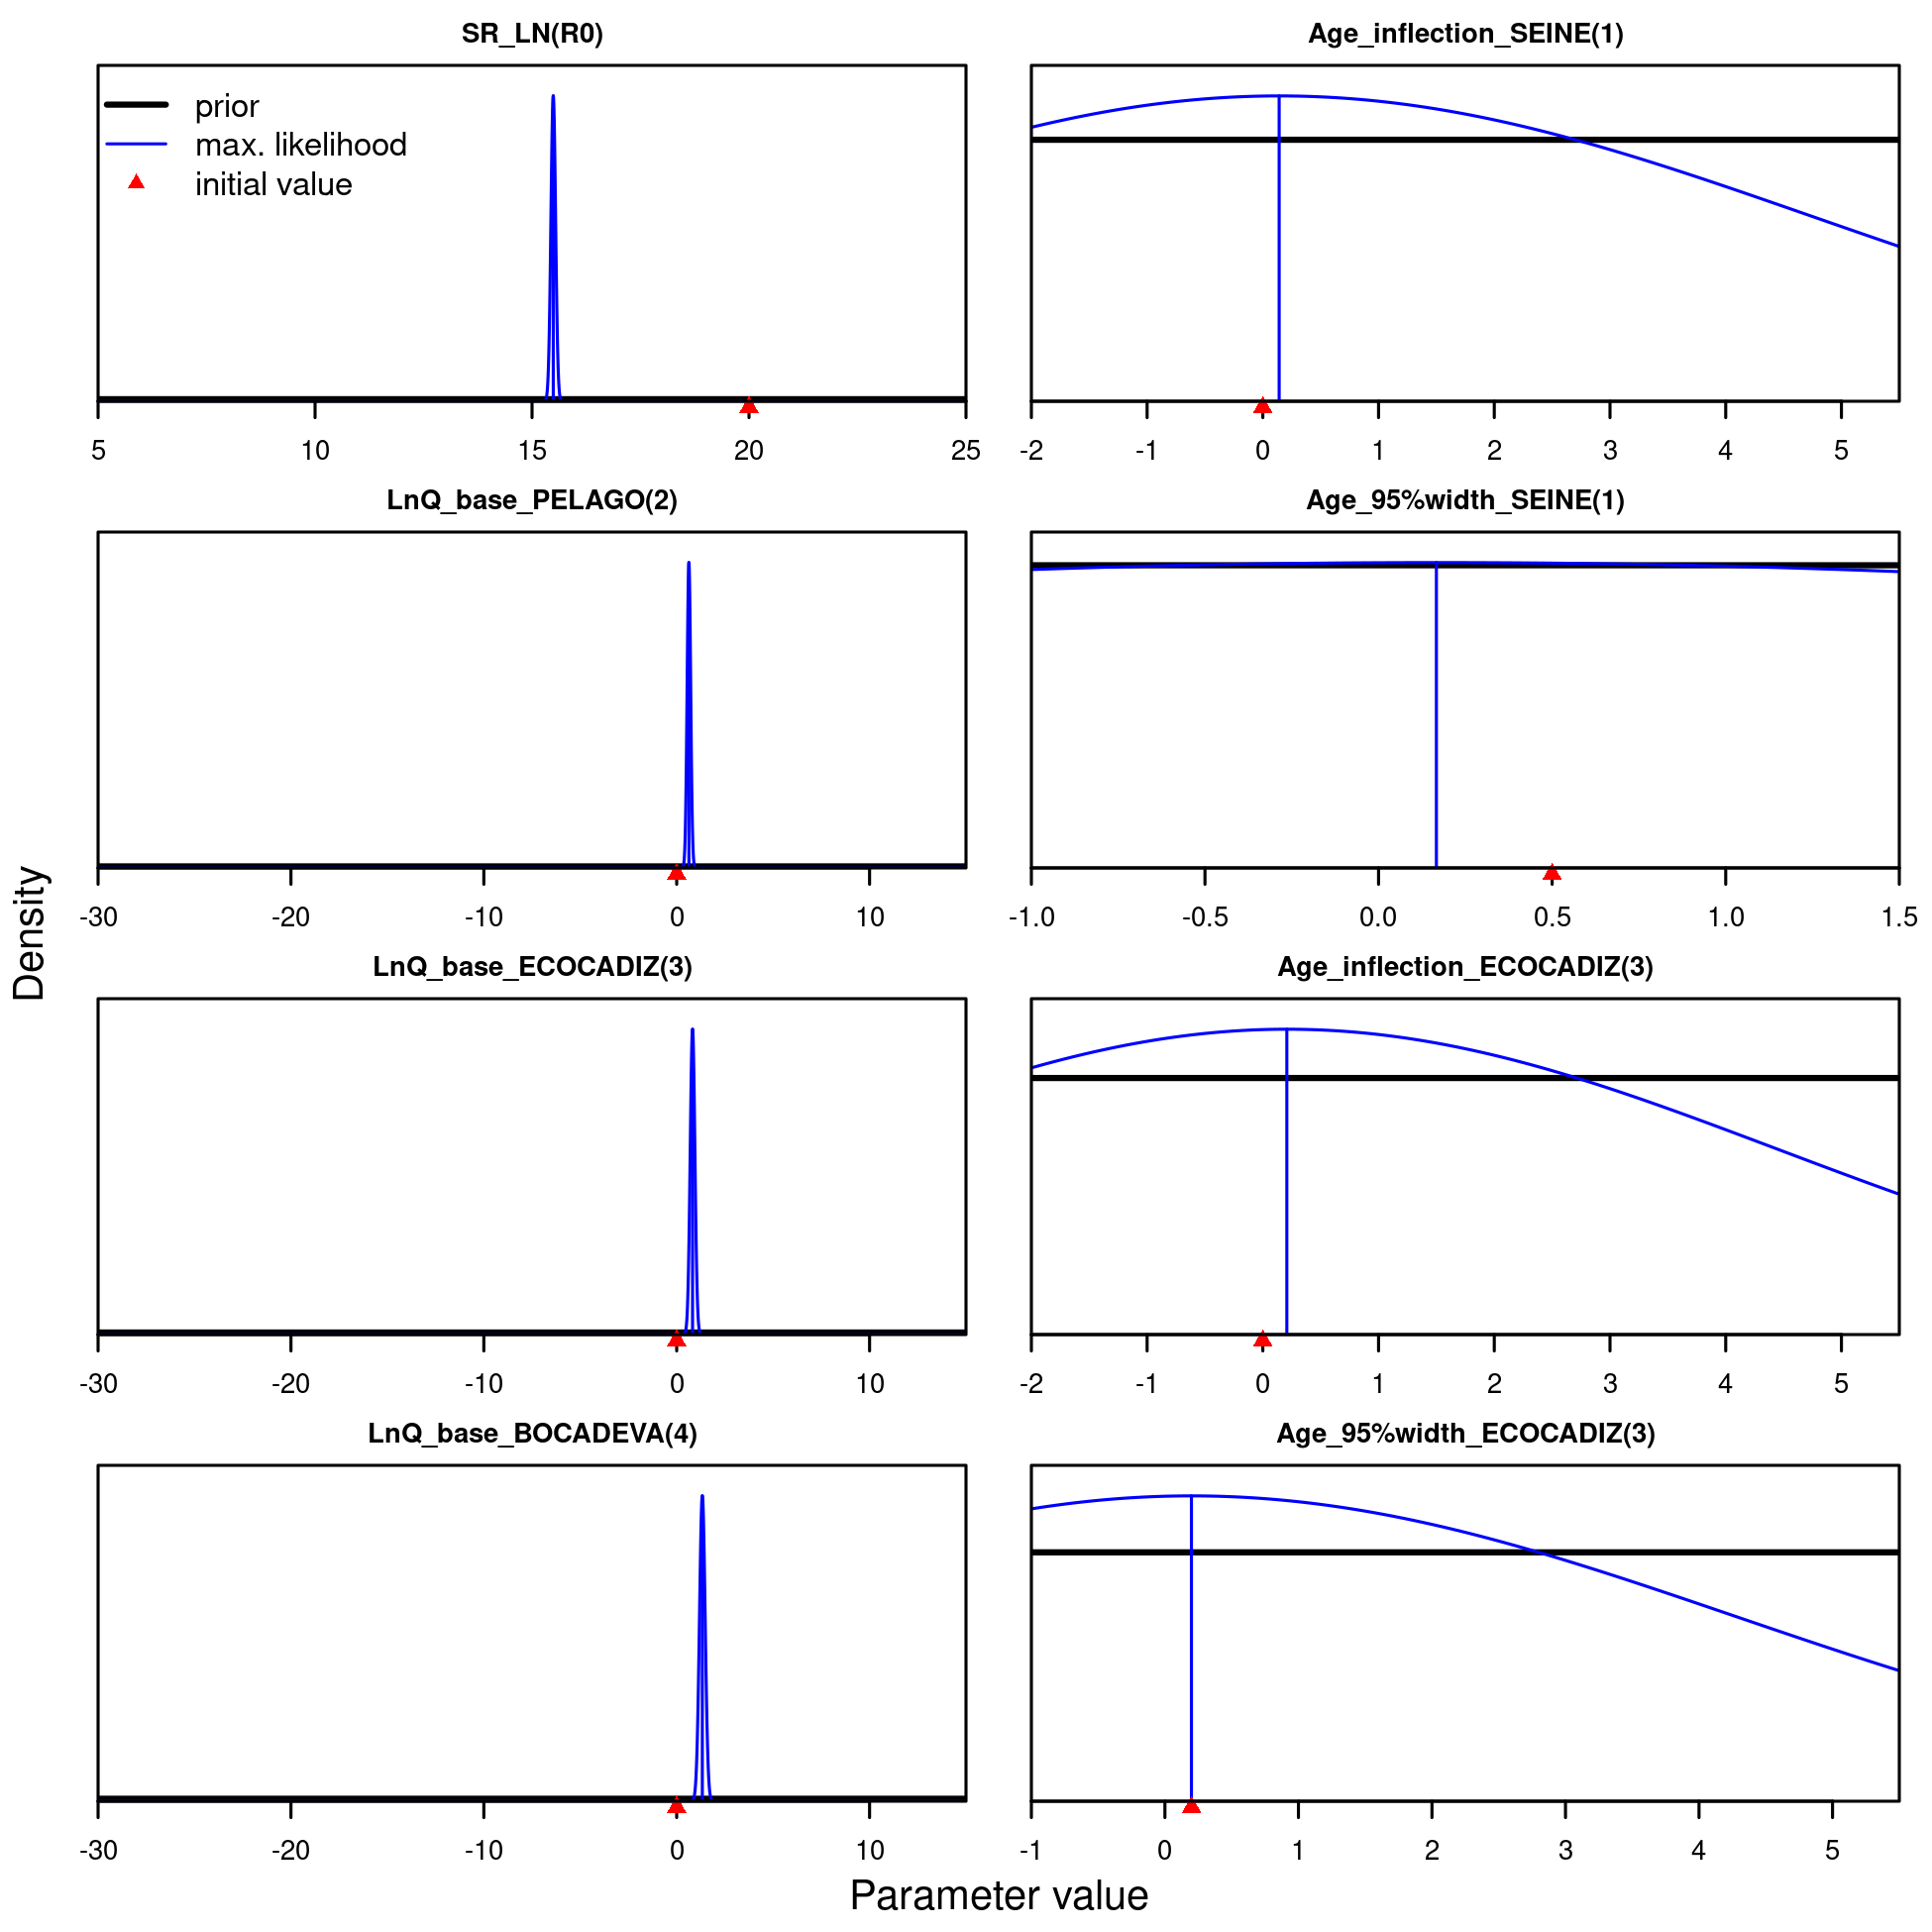 SR_LN(R0)
prior
max. likelihood
initial value
5 10 15 20 25
Age_inflection_SEINE(1)
-2 -1 0 1 2 3 4 5
LnQ_base_PELAGO(2)
-30 -20 -10 0 10
Age_95%width_SEINE(1)
-1.0 -0.5 0.0 0.5 1.0 1.5
LnQ_base_ECOCADIZ(3)
-30 -20 -10 0 10
Age_inflection_ECOCADIZ(3)
-2 -1 0 1 2 3 4 5
LnQ_base_BOCADEVA(4)
-30 -20 -10 0 10
Age_95%width_ECOCADIZ(3)
-1 0 1 2 3 4 5
Density
Parameter value